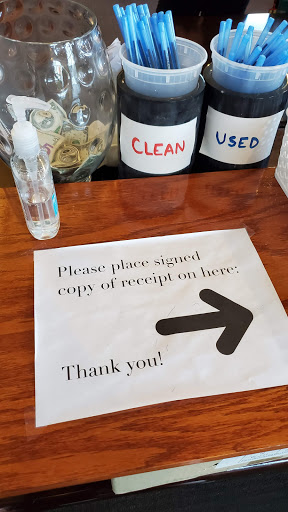 CLEAN
USED
Please place signed
copy of receipt on here:
Thank you!